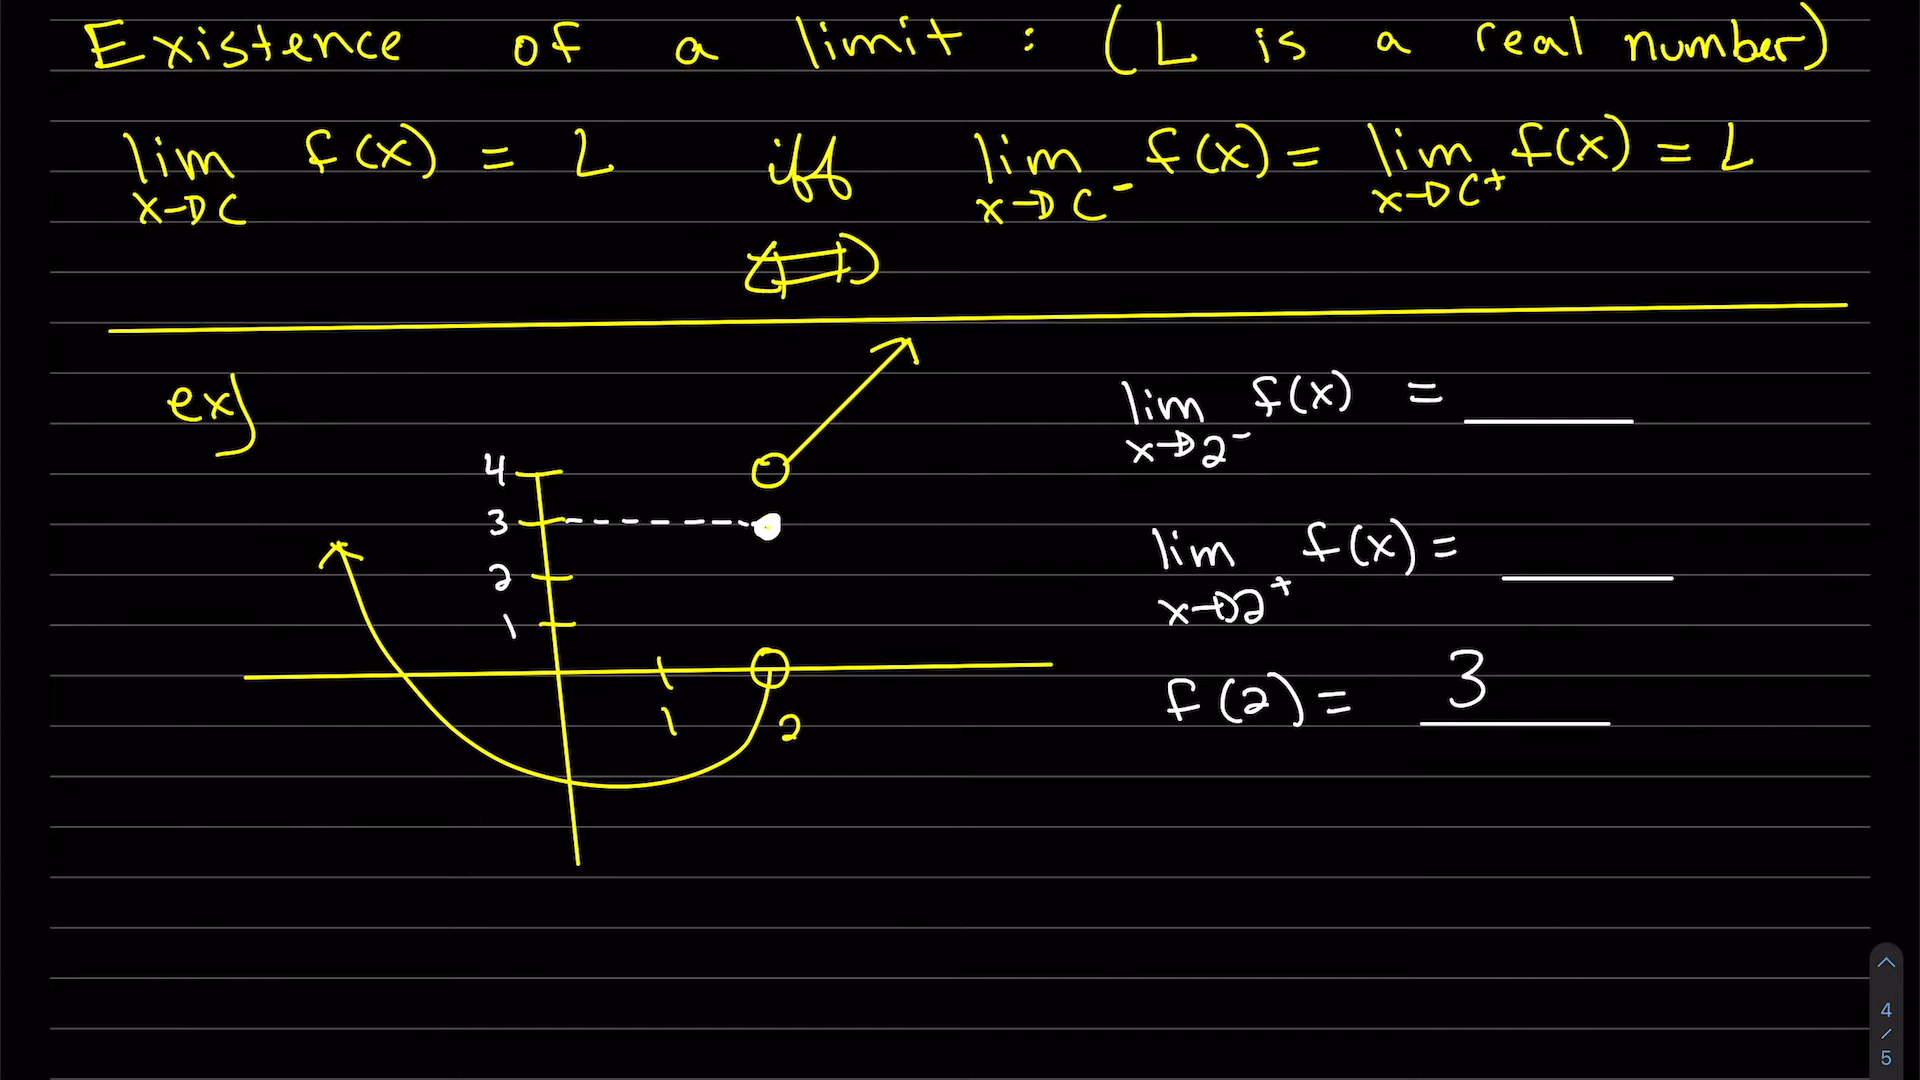 Existence of a limit : (L is a real number)
lim f(x) = L iff lim f(x) = lim f(x) = L
x→c x→c⁻ x→c⁺
⇔
ex)
lim f(x) =
x→2⁻
4
3
2
1
lim f(x) =
x→2⁺
f(2) = 3
1 2
4
/
5